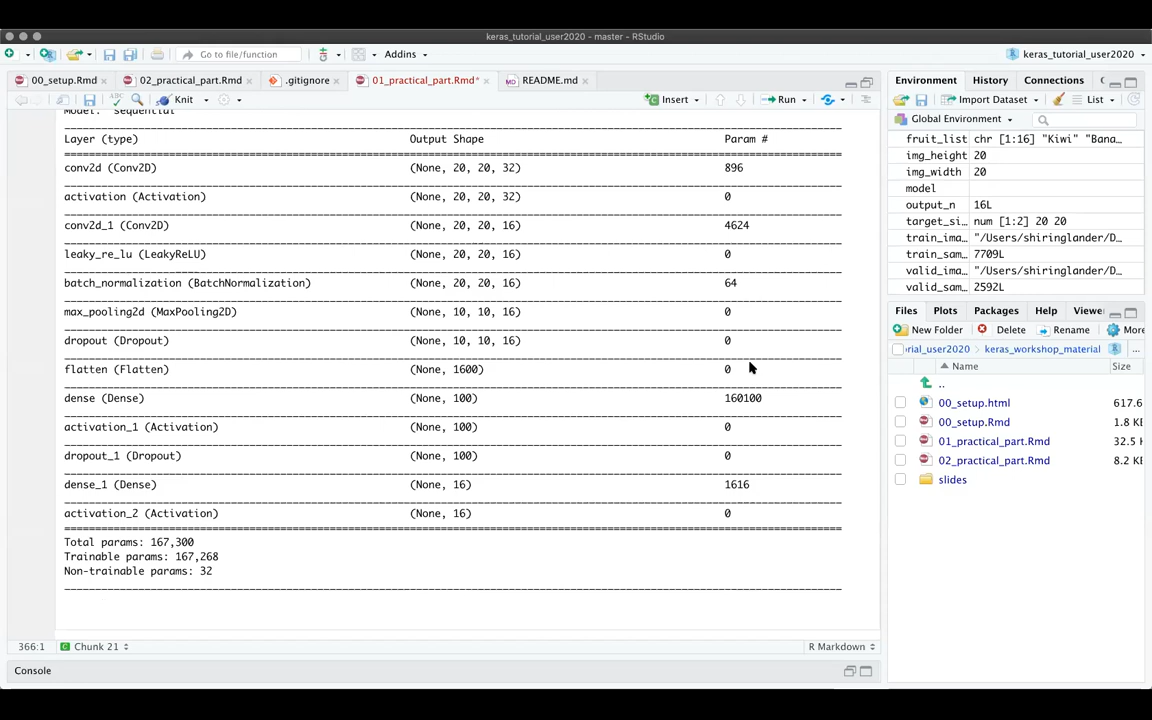 keras_tutorial_user2020 - master - RStudio
Go to file/function
Addins
keras_tutorial_user2020
00_setup.Rmd
02_practical_part.Rmd
.gitignore
01_practical_part.Rmd*
README.md
Knit
Insert
Run
Model: "sequential"
Layer (type) Output Shape Param #
conv2d (Conv2D) (None, 20, 20, 32) 896
activation (Activation) (None, 20, 20, 32) 0
conv2d_1 (Conv2D) (None, 20, 20, 16) 4624
leaky_re_lu (LeakyReLU) (None, 20, 20, 16) 0
batch_normalization (BatchNormalization) (None, 20, 20, 16) 64
max_pooling2d (MaxPooling2D) (None, 10, 10, 16) 0
dropout (Dropout) (None, 10, 10, 16) 0
flatten (Flatten) (None, 1600) 0
dense (Dense) (None, 100) 160100
activation_1 (Activation) (None, 100) 0
dropout_1 (Dropout) (None, 100) 0
dense_1 (Dense) (None, 16) 1616
activation_2 (Activation) (None, 16) 0
Total params: 167,300
Trainable params: 167,268
Non-trainable params: 32
366:1 Chunk 21 R Markdown
Console
Environment History Connections
Import Dataset List
Global Environment
fruit_list chr [1:16] "Kiwi" "Bana…
img_height 20
img_width 20
model
output_n 16L
target_si… num [1:2] 20 20
train_ima… "/Users/shiringlander/D…
train_sam… 7709L
valid_ima… "/Users/shiringlander/D…
valid_sam… 2592L
Files Plots Packages Help Viewe
New Folder Delete Rename More
rial_user2020 keras_workshop_material ...
Name Size
..
00_setup.html 617.6
00_setup.Rmd 1.8 KE
01_practical_part.Rmd 32.5 K
02_practical_part.Rmd 8.2 KE
slides